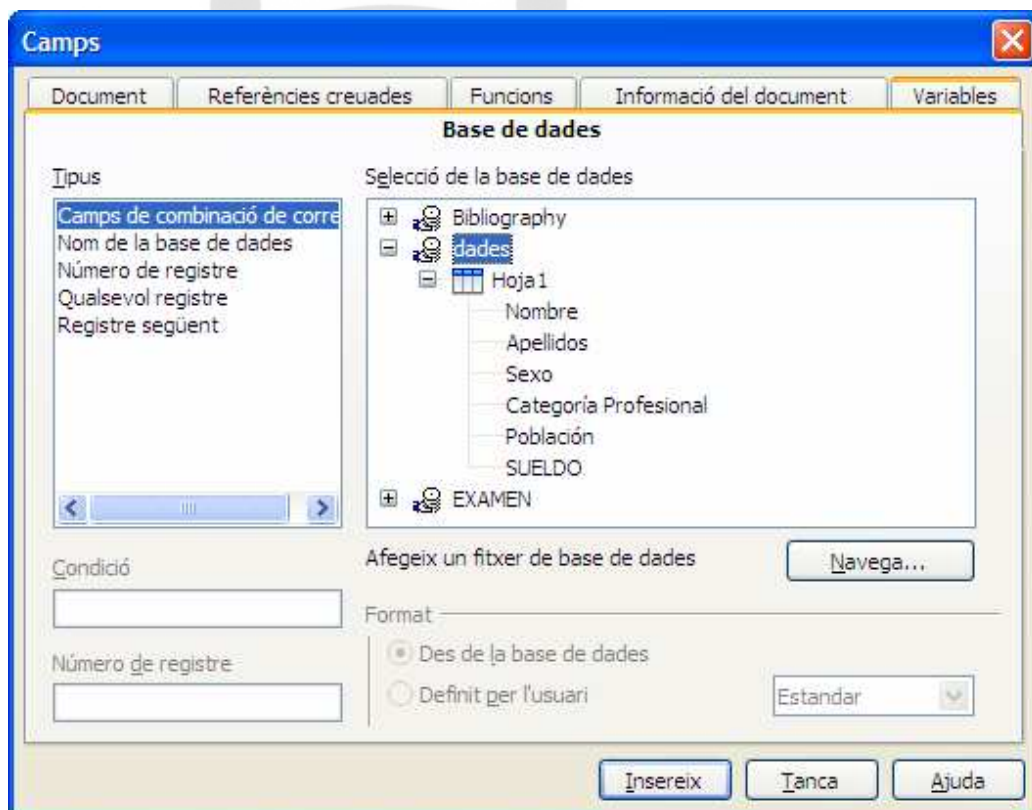 Camps
Document Referències creuades Funcions Informació del document Variables
Base de dades
Tipus
Camps de combinació de corre
Nom de la base de dades
Número de registre
Qualsevol registre
Registre següent
Selecció de la base de dades
Bibliography
dades
Hoja1
Nombre
Apellidos
Sexo
Categoría Profesional
Población
SUELDO
EXAMEN
Afegeix un fitxer de base de dades Navega...
Condició
Número de registre
Format
Des de la base de dades
Definit per l'usuari Estandar
Insereix Tanca Ajuda